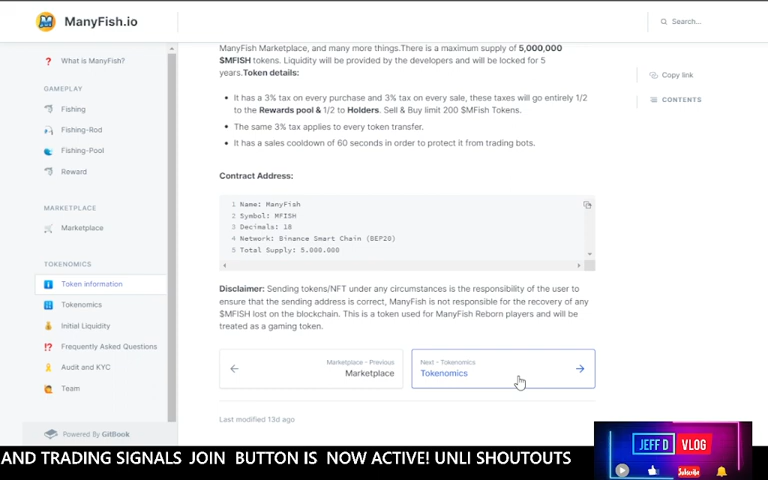 ManyFish.io
Search...
What is ManyFish?
GAMEPLAY
Fishing
Fishing-Rod
Fishing-Pool
Reward
MARKETPLACE
Marketplace
TOKENOMICS
Token information
Tokenomics
Initial Liquidity
Frequently Asked Questions
Audit and KYC
Team
Powered By GitBook
ManyFish Marketplace, and many more things.There is a maximum supply of 5,000,000
$MFISH tokens. Liquidity will be provided by the developers and will be locked for 5
years.Token details:
It has a 3% tax on every purchase and 3% tax on every sale, these taxes will go entirely 1/2
to the Rewards pool & 1/2 to Holders. Sell & Buy limit 200 $MFish Tokens.
The same 3% tax applies to every token transfer.
It has a sales cooldown of 60 seconds in order to protect it from trading bots.
Contract Address:
1 Name: ManyFish
2 Symbol: MFISH
3 Decimals: 18
4 Network: Binance Smart Chain (BEP20)
5 Total Supply: 5.000.000
Disclaimer: Sending tokens/NFT under any circumstances is the responsibility of the user to
ensure that the sending address is correct, ManyFish is not responsible for the recovery of any
$MFISH lost on the blockchain. This is a token used for ManyFish Reborn players and will be
treated as a gaming token.
Marketplace - Previous
Marketplace
Next - Tokenomics
Tokenomics
Last modified 13d ago
Copy link
CONTENTS
AND TRADING SIGNALS JOIN BUTTON IS NOW ACTIVE! UNLI SHOUTOUTS
JEFF D VLOG
Subscribe